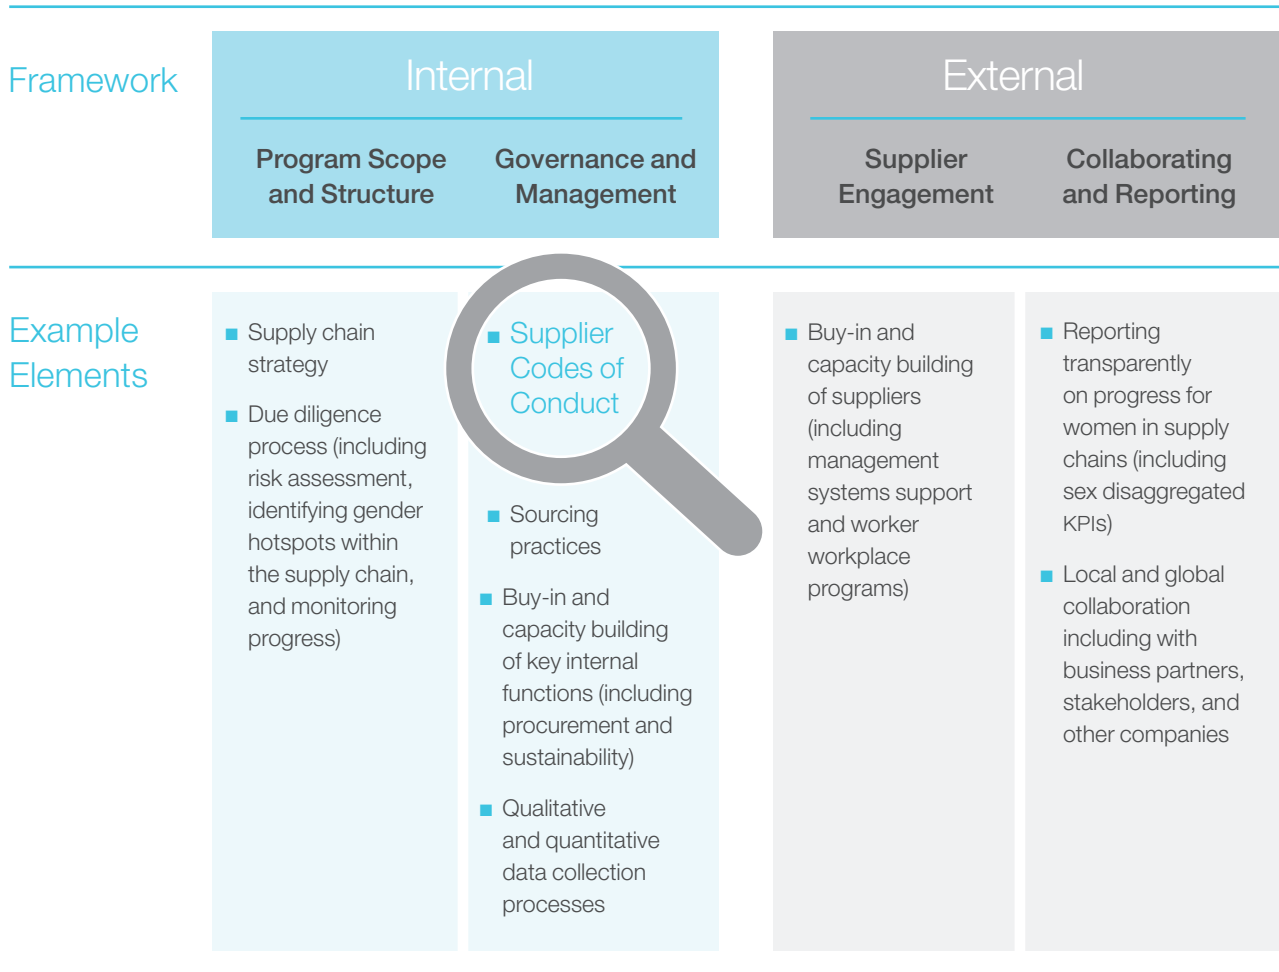 Framework
Internal
External
Program Scope
and Structure
Governance and
Management
Supplier
Engagement
Collaborating
and Reporting
Example
Elements
Supply chain
strategy
Due diligence
process (including
risk assessment,
identifying gender
hotspots within
the supply chain,
and monitoring
progress)
Supplier
Codes of
Conduct
Sourcing
practices
Buy-in and
capacity building
of key internal
functions (including
procurement and
sustainability)
Qualitative
and quantitative
data collection
processes
Buy-in and
capacity building
of suppliers
(including
management
systems support
and worker
workplace
programs)
Reporting
transparently
on progress for
women in supply
chains (including
sex disaggregated
KPIs)
Local and global
collaboration
including with
business partners,
stakeholders, and
other companies